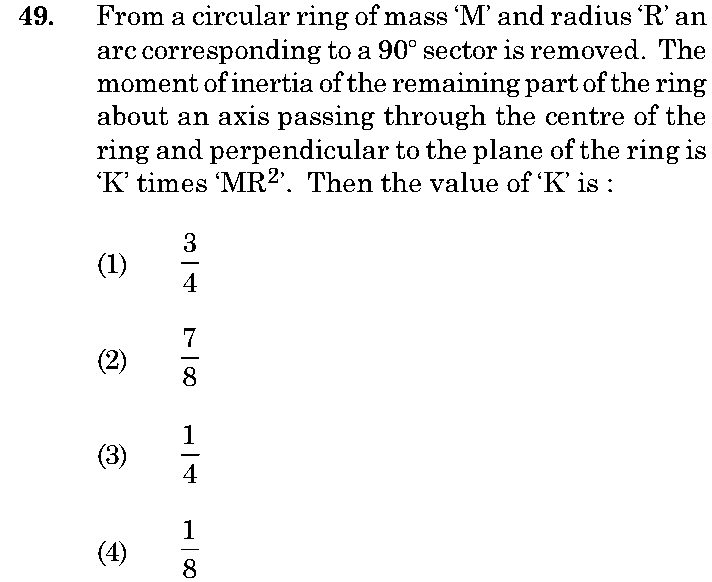 49. From a circular ring of mass ‘M’ and radius ‘R’ an
arc corresponding to a 90° sector is removed. The
moment of inertia of the remaining part of the ring
about an axis passing through the centre of the
ring and perpendicular to the plane of the ring is
‘K’ times ‘MR²’. Then the value of ‘K’ is :
(1) 3/4
(2) 7/8
(3) 1/4
(4) 1/8